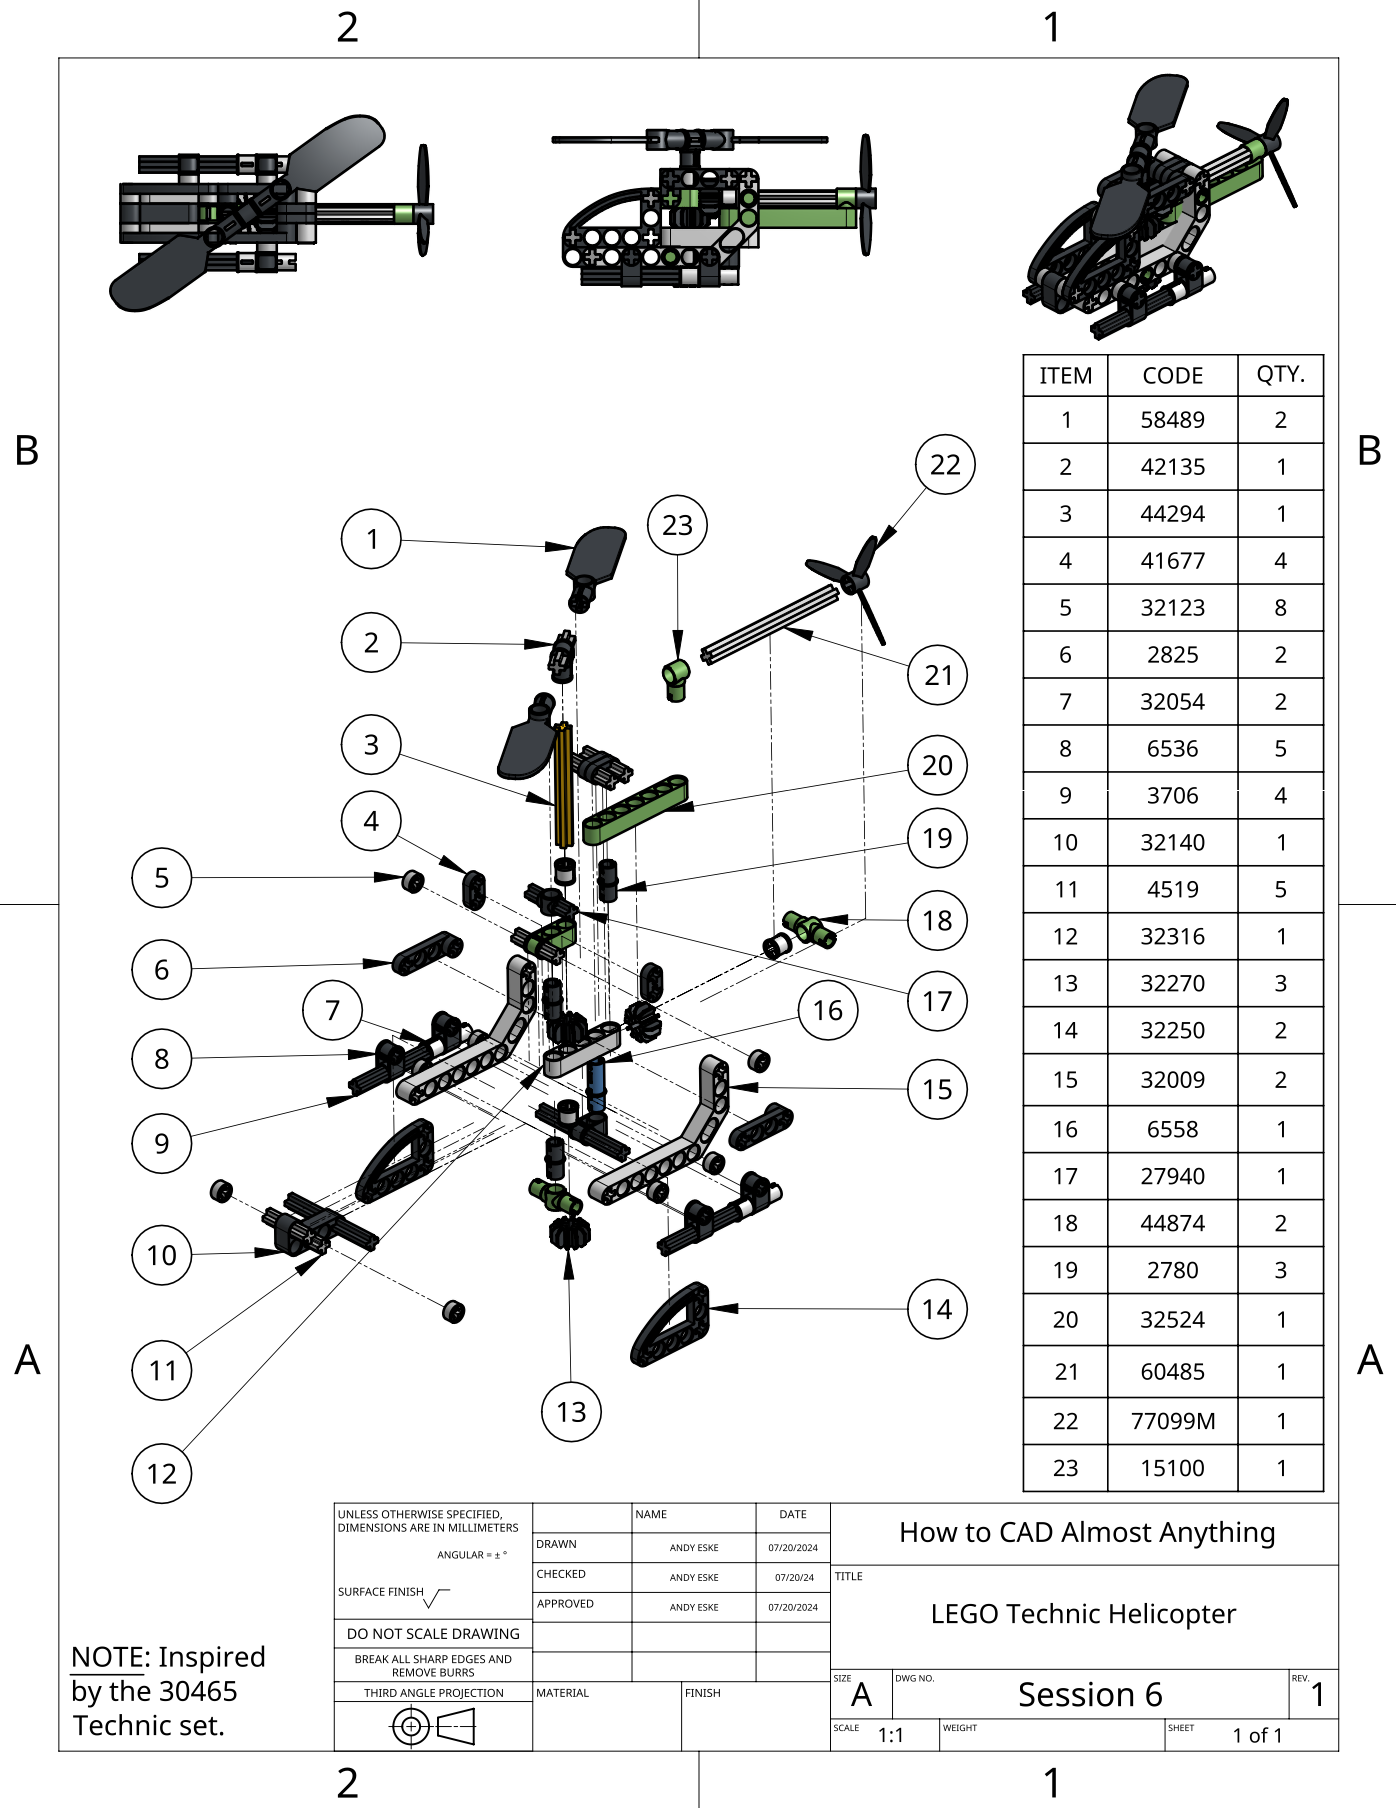 2 1
B B
ITEM CODE QTY.
1 58489 2
2 42135 1
3 44294 1
4 41677 4
5 32123 8
6 2825 2
7 32054 2
8 6536 5
9 3706 4
10 32140 1
11 4519 5
12 32316 1
13 32270 3
14 32250 2
15 32009 2
16 6558 1
17 27940 1
18 44874 2
19 2780 3
20 32524 1
21 60485 1
22 77099M 1
23 15100 1
22
23
1
2
21
3
20
4
19
5
18
6
7
16
17
8
15
9
10
14
11
13
12
A A
UNLESS OTHERWISE SPECIFIED,
DIMENSIONS ARE IN MILLIMETERS
ANGULAR = ± °
SURFACE FINISH
DO NOT SCALE DRAWING
BREAK ALL SHARP EDGES AND
REMOVE BURRS
THIRD ANGLE PROJECTION
NAME DATE
DRAWN ANDY ESKE 07/20/2024
CHECKED ANDY ESKE 07/20/24
APPROVED ANDY ESKE 07/20/2024
MATERIAL FINISH
How to CAD Almost Anything
TITLE
LEGO Technic Helicopter
SIZE A DWG NO. Session 6 REV. 1
SCALE 1:1 WEIGHT SHEET 1 of 1
NOTE: Inspired
by the 30465
Technic set.
2 1